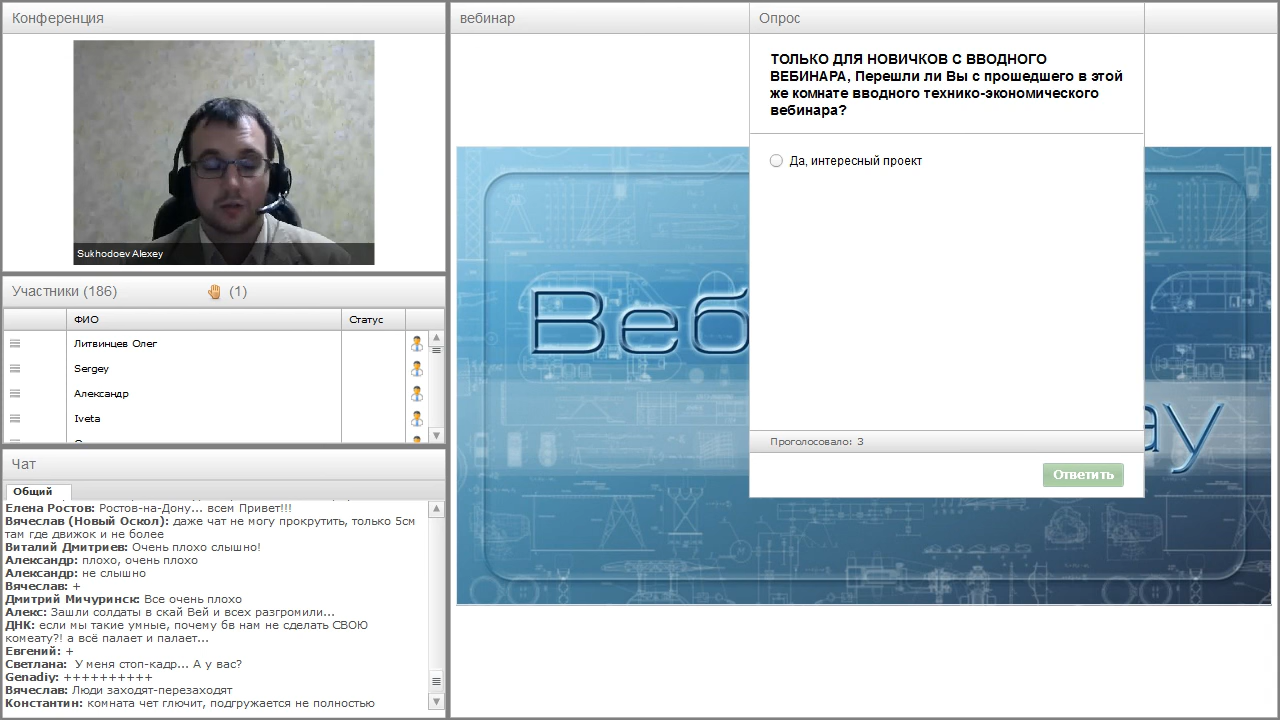 Конференция
Sukhodoev Alexey
Участники (186)
(1)
ФИО
Статус
Литвинцев Олег
Sergey
Александр
Iveta
Чат
Общий
Елена Ростов: Ростов-на-Дону... всем Привет!!!
Вячеслав (Новый Оскол): даже чат не могу прокрутить, только 5см
там где движок и не более
Виталий Дмитриев: Очень плохо слышно!
Александр: плохо, очень плохо
Александр: не слышно
Вячеслав: +
Дмитрий Мичуринск: Все очень плохо
Алекс: Зашли солдаты в скай Вей и всех разгромили...
ДНК: если мы такие умные, почему бв нам не сделать СВОЮ
комеату?! а всё палает и палает...
Евгений: +
Светлана: У меня стоп-кадр... А у вас?
Genadiy: ++++++++++
Вячеслав: Люди заходят-перезаходят
Константин: комната чет глючит, подгружается не полностью
вебинар
Веб
ay
Опрос
ТОЛЬКО ДЛЯ НОВИЧКОВ С ВВОДНОГО
ВЕБИНАРА, Перешли ли Вы с прошедшего в этой
же комнате вводного технико-экономического
вебинара?
Да, интересный проект
Проголосовало: 3
Ответить